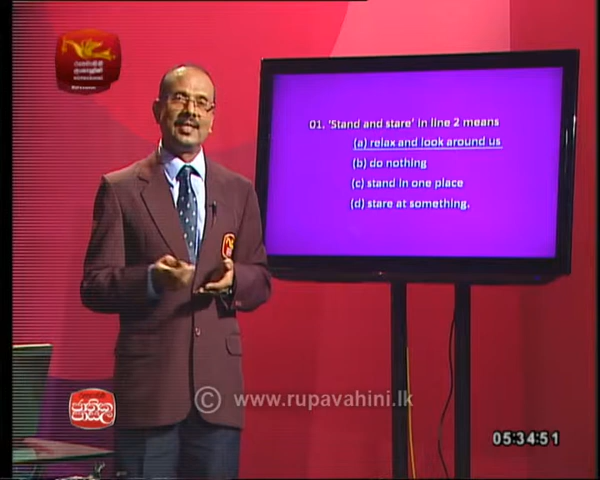 01. ‘Stand and stare’ in line 2 means
(a) relax and look around us
(b) do nothing
(c) stand in one place
(d) stare at something.
© www.rupavahini.lk
05:34:51